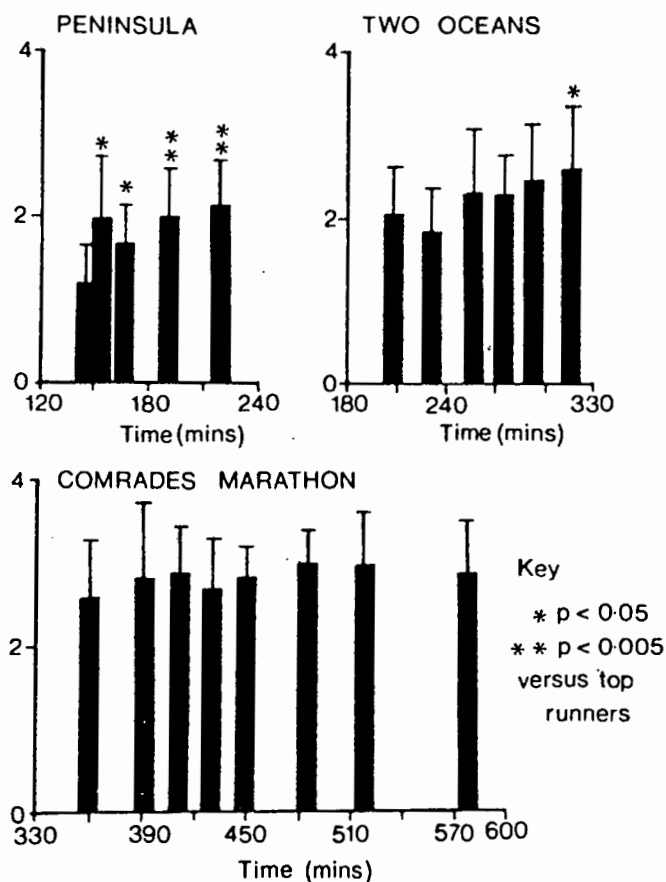 PENINSULA
4
2
0
* * ** **
120 180 240
Time (mins)
TWO OCEANS
4
2
0
*
180 240 330
Time (mins)
COMRADES MARATHON
4
2
0
330 390 450 510 570 600
Time (mins)
Key
* p < 0·05
** p < 0·005
versus top
runners